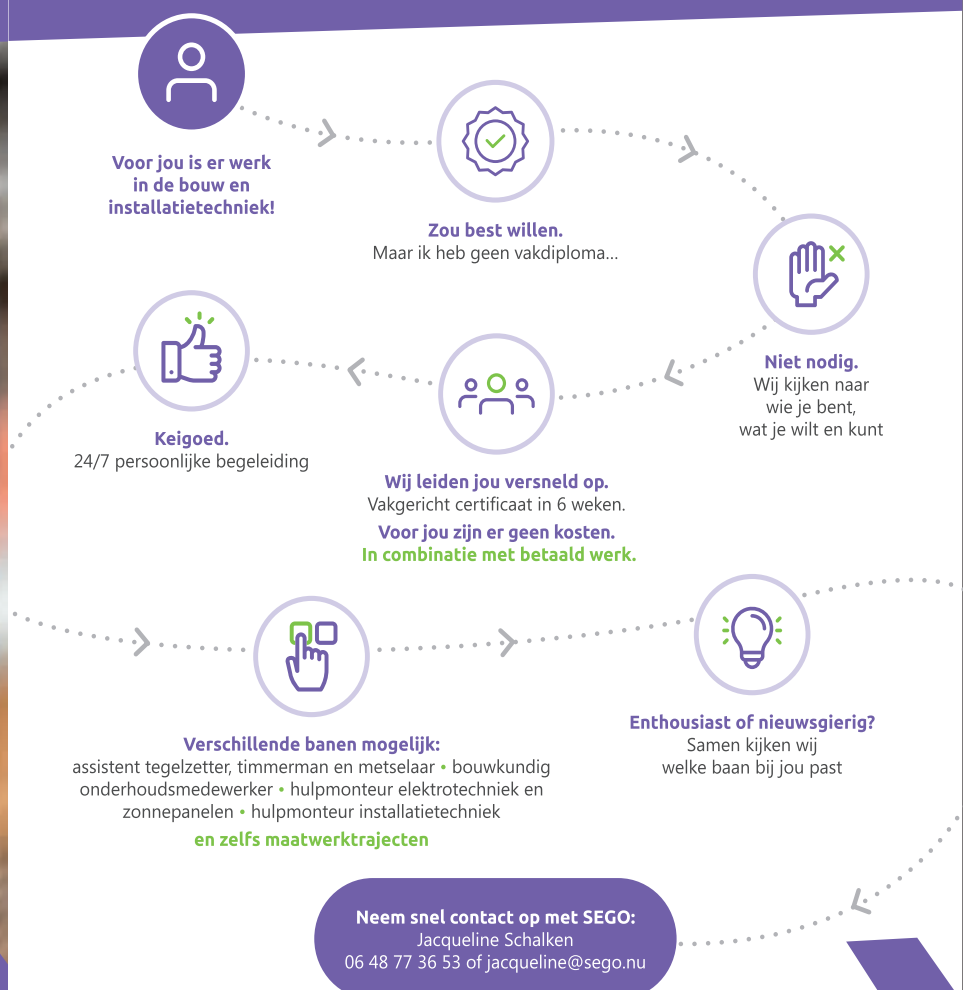 Voor jou is er werk
in de bouw en
installatietechniek!
Zou best willen.
Maar ik heb geen vakdiploma...
Niet nodig.
Wij kijken naar
wie je bent,
wat je wilt en kunt
Wij leiden jou versneld op.
Vakgericht certificaat in 6 weken.
Voor jou zijn er geen kosten.
In combinatie met betaald werk.
Keigoed.
24/7 persoonlijke begeleiding
Verschillende banen mogelijk:
assistent tegelzetter, timmerman en metselaar • bouwkundig
onderhoudsmedewerker • hulpmonteur elektrotechniek en
zonnepanelen • hulpmonteur installatietechniek
en zelfs maatwerktrajecten
Enthousiast of nieuwsgierig?
Samen kijken wij
welke baan bij jou past
Neem snel contact op met SEGO:
Jacqueline Schalken
06 48 77 36 53 of jacqueline@sego.nu